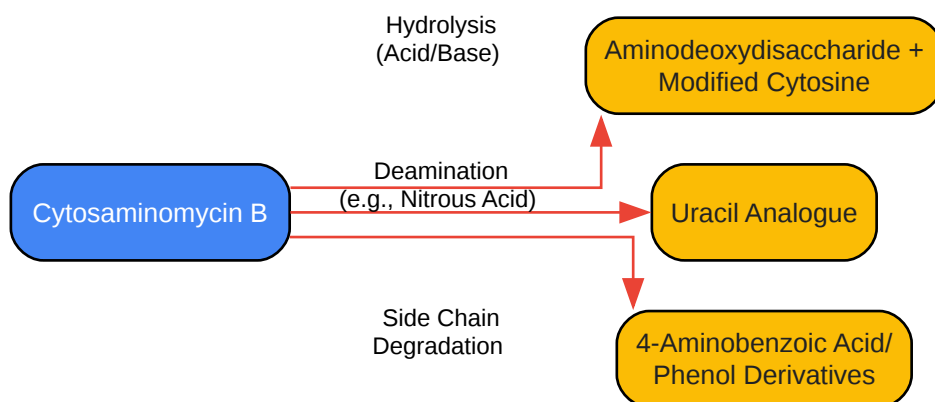 Hydrolysis
(Acid/Base)
Aminodeoxydisaccharide +
Modified Cytosine
Cytosaminomycin B
Deamination
(e.g., Nitrous Acid)
Uracil Analogue
Side Chain
Degradation
4-Aminobenzoic Acid/
Phenol Derivatives